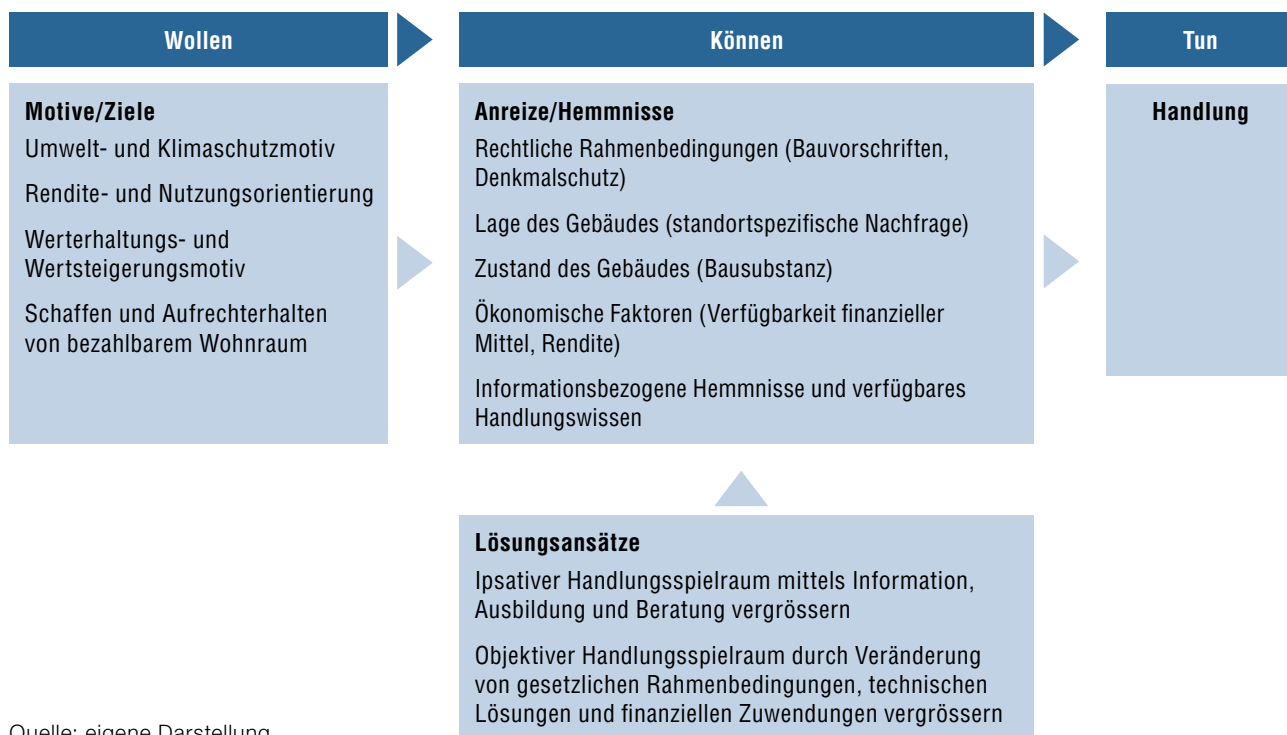 Wollen
Können
Tun
Motive/Ziele
Umwelt- und Klimaschutzmotiv
Rendite- und Nutzungsorientierung
Werterhaltungs- und
Wertsteigerungsmotiv
Schaffen und Aufrechterhalten
von bezahlbarem Wohnraum
Anreize/Hemmnisse
Rechtliche Rahmenbedingungen (Bauvorschriften,
Denkmalschutz)
Lage des Gebäudes (standortspezifische Nachfrage)
Zustand des Gebäudes (Bausubstanz)
Ökonomische Faktoren (Verfügbarkeit finanzieller
Mittel, Rendite)
Informationsbezogene Hemmnisse und verfügbares
Handlungswissen
Handlung
Lösungsansätze
Ipsativer Handlungsspielraum mittels Information,
Ausbildung und Beratung vergrössern
Objektiver Handlungsspielraum durch Veränderung
von gesetzlichen Rahmenbedingungen, technischen
Lösungen und finanziellen Zuwendungen vergrössern
Quelle: eigene Darstellung